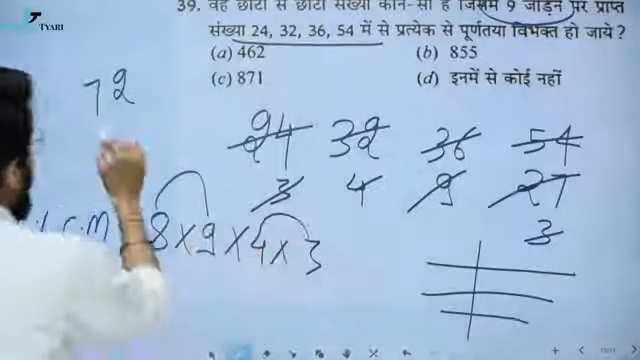 TYARI
39. वह छोटी से छोटी संख्या कौन-सी है जिसमें 9 जोड़ने पर प्राप्त
संख्या 24, 32, 36, 54 में से प्रत्येक से पूर्णतया विभक्त हो जाये?
(a) 462 (b) 855
(c) 871 (d) इनमें से कोई नहीं
72
24 32 36 54
3 4 9 27
3
L.C.M 8×9×4×3